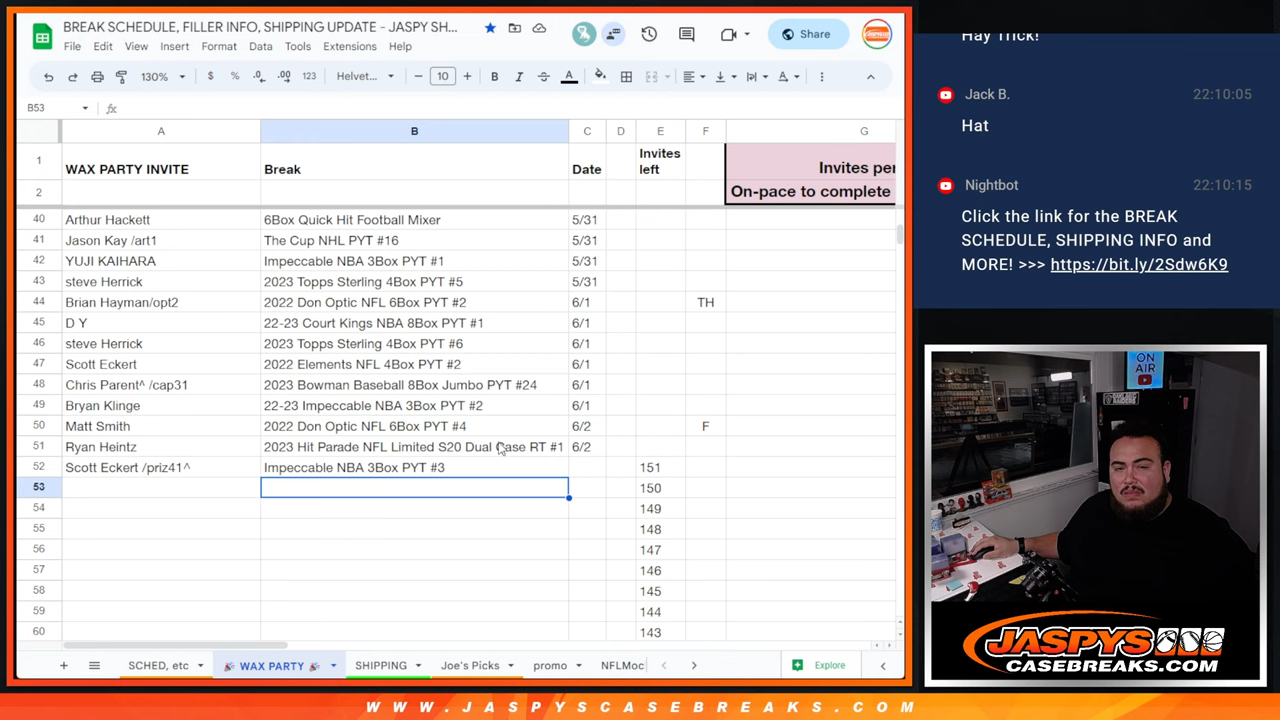 BREAK SCHEDULE, FILLER INFO, SHIPPING UPDATE - JASPY SH...
File Edit View Insert Format Data Tools Extensions Help
Share
130% $ % .0 .00 123 Helvet... 10 B I A
B53 fx
A B C D E F G
1 WAX PARTY INVITE Break Date Invites left Invites per
2 On-pace to complete
40 Arthur Hackett 6Box Quick Hit Football Mixer 5/31
41 Jason Kay /art1 The Cup NHL PYT #16 5/31
42 YUJI KAIHARA Impeccable NBA 3Box PYT #1 5/31
43 steve Herrick 2023 Topps Sterling 4Box PYT #5 5/31
44 Brian Hayman/opt2 2022 Don Optic NFL 6Box PYT #2 6/1 TH
45 D Y 22-23 Court Kings NBA 8Box PYT #1 6/1
46 steve Herrick 2023 Topps Sterling 4Box PYT #6 6/1
47 Scott Eckert 2022 Elements NFL 4Box PYT #2 6/1
48 Chris Parent^ /cap31 2023 Bowman Baseball 8Box Jumbo PYT #24 6/1
49 Bryan Klinge 22-23 Impeccable NBA 3Box PYT #2 6/1
50 Matt Smith 2022 Don Optic NFL 6Box PYT #4 6/2 F
51 Ryan Heintz 2023 Hit Parade NFL Limited S20 Dual Case RT #1 6/2
52 Scott Eckert /priz41^ Impeccable NBA 3Box PYT #3 151
53 150
54 149
55 148
56 147
57 146
58 145
59 144
60 143
SCHED, etc WAX PARTY SHIPPING Joe's Picks promo NFLMoc Explore
Hay Trick!
Jack B. 22:10:05
Hat
Nightbot 22:10:15
Click the link for the BREAK
SCHEDULE, SHIPPING INFO and
MORE! >>> https://bit.ly/2Sdw6K9
ON
AIR
JASPYS
CASEBREAKS.COM
WWW.JASPYSCASEBREAKS.COM